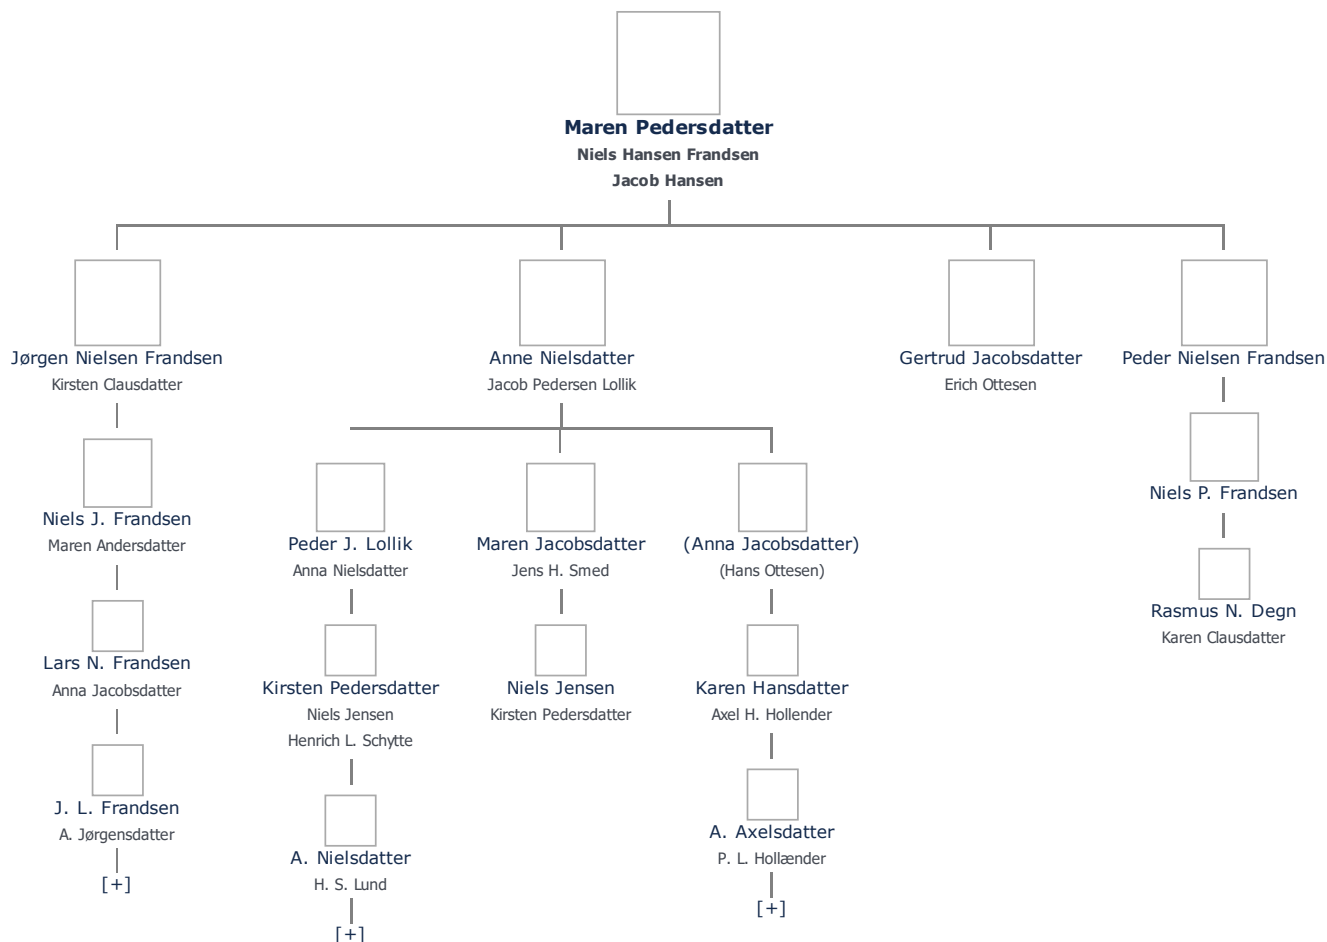 Maren Pedersdatter
Niels Hansen Frandsen
Jacob Hansen
Jørgen Nielsen Frandsen
Kirsten Clausdatter
Anne Nielsdatter
Jacob Pedersen Lollik
Gertrud Jacobsdatter
Erich Ottesen
Peder Nielsen Frandsen
Niels J. Frandsen
Maren Andersdatter
Peder J. Lollik
Anna Nielsdatter
Maren Jacobsdatter
Jens H. Smed
(Anna Jacobsdatter)
(Hans Ottesen)
Niels P. Frandsen
Lars N. Frandsen
Anna Jacobsdatter
Kirsten Pedersdatter
Niels Jensen
Henrich L. Schytte
Niels Jensen
Kirsten Pedersdatter
Karen Hansdatter
Axel H. Hollender
Rasmus N. Degn
Karen Clausdatter
J. L. Frandsen
A. Jørgensdatter
[+]
A. Nielsdatter
H. S. Lund
[+]
A. Axelsdatter
P. L. Hollænder
[+]